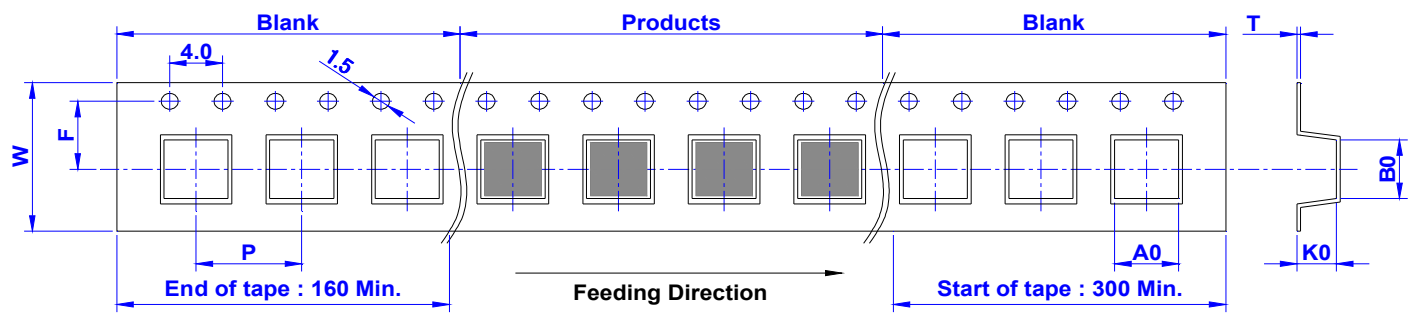 Blank
Products
Blank
T
4.0
1.5
F
W
B0
P
A0
K0
End of tape : 160 Min.
Feeding Direction
Start of tape : 300 Min.